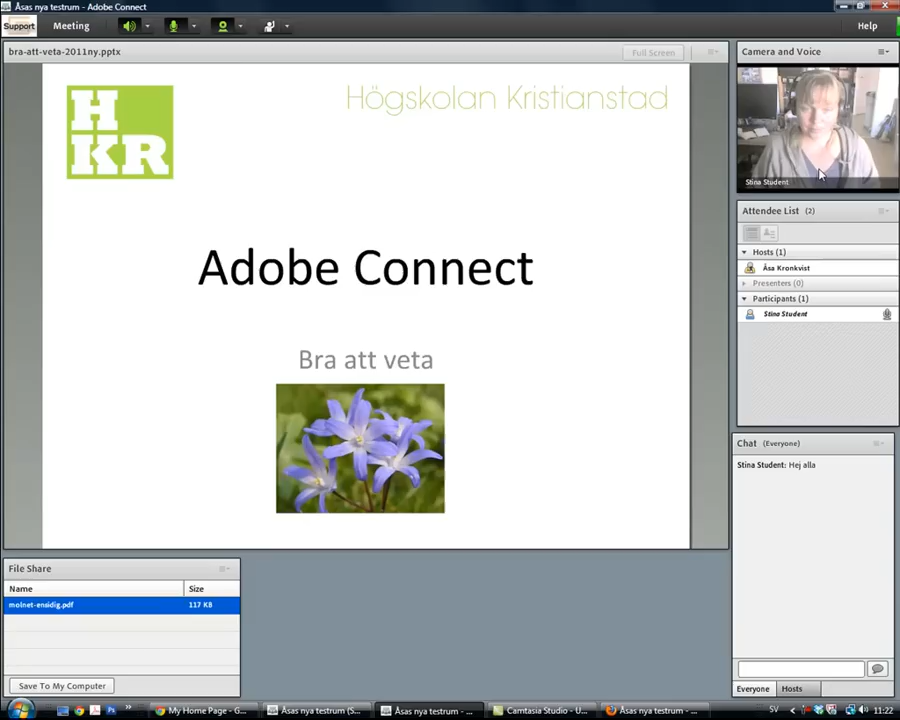 Åsas nya testrum - Adobe Connect
Support Meeting Help
bra-att-veta-2011ny.pptx
Full Screen
Camera and Voice
HKR
Högskolan Kristianstad
Stina Student
Attendee List (2)
Hosts (1)
Åsa Kronkvist
Presenters (0)
Participants (1)
Stina Student
Adobe Connect
Bra att veta
Chat (Everyone)
Stina Student: Hej alla
File Share
Name Size
molnet-ensidig.pdf 117 KB
Save To My Computer
Everyone Hosts
My Home Page - G...
Åsas nya testrum (S...
Åsas nya testrum - ...
Camtasia Studio - U...
Åsas nya testrum - ...
SV
11:22